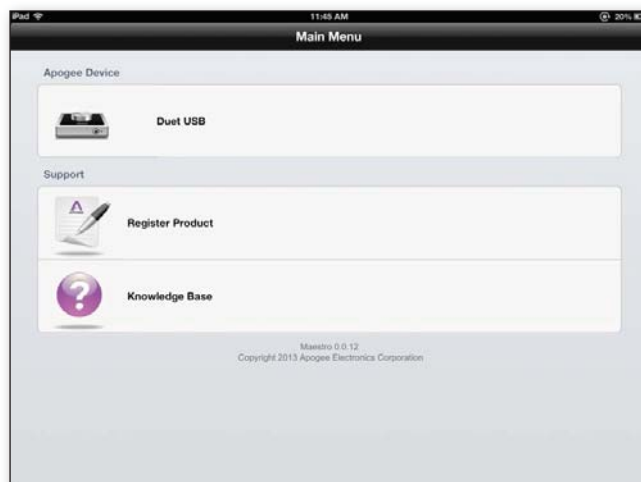 iPad 11:45 AM 20%
Main Menu
Apogee Device
Duet USB
Support
Register Product
Knowledge Base
Maestro 0.0.12
Copyright 2013 Apogee Electronics Corporation